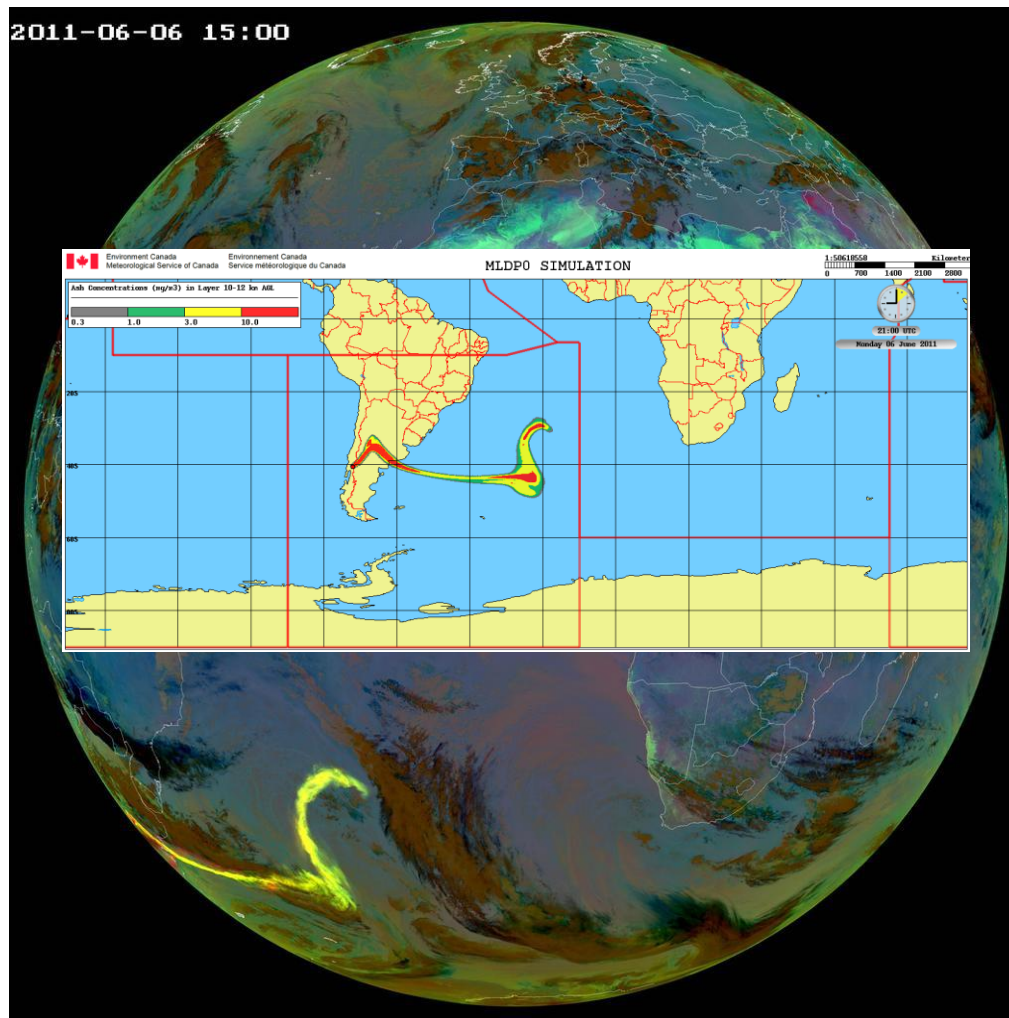 2011-06-06 15:00
Environment Canada Environnement Canada
Meteorological Service of Canada Service météorologique du Canada
MLDP0 SIMULATION
1:50618558 Kilometer
0 700 1400 2100 2800
Ash Concentrations (mg/m3) in Layer 10-12 km AGL
0.3 1.0 3.0 10.0
21:00 UTC
Monday 06 June 2011
20S
40S
60S
80S